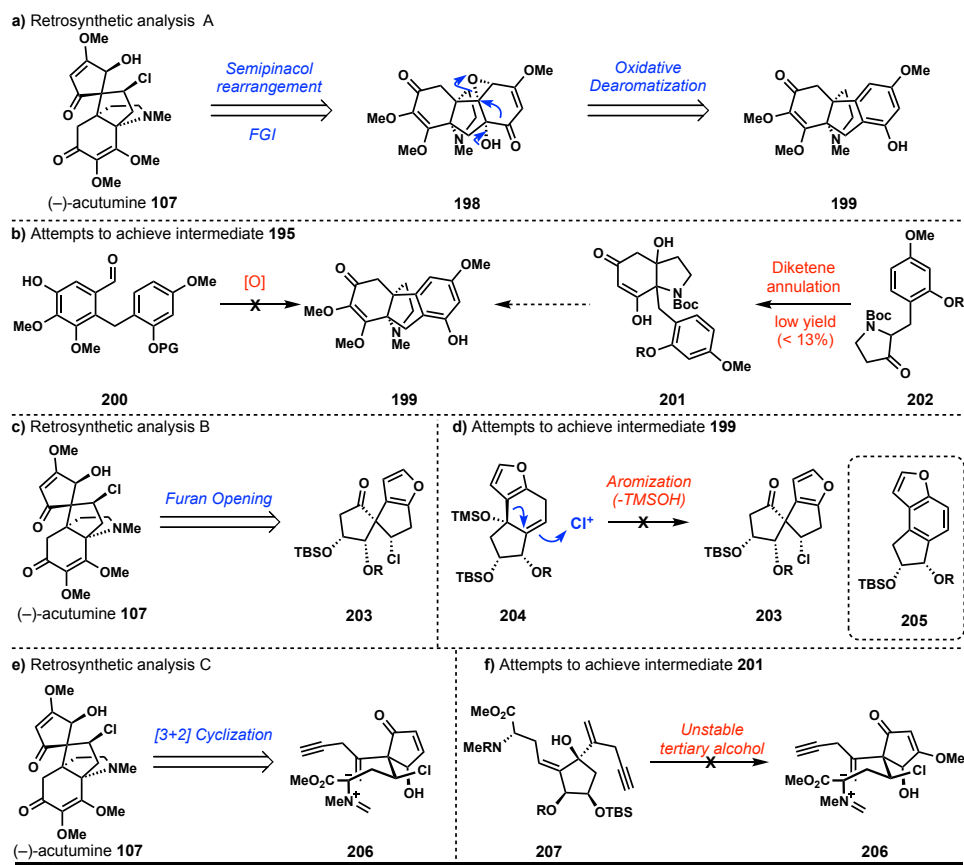 a) Retrosynthetic analysis A
MeO
OH
Cl
O
NMe
O
OMe
OMe
(–)-acutumine 107
Semipinacol
rearrangement
FGI
O
OMe
O
MeO
MeO
N
Me
OH
O
198
Oxidative
Dearomatization
OMe
O
MeO
MeO
N
Me
OH
199
b) Attempts to achieve intermediate 195
O
HO
OMe
MeO
OMe
OPG
200
[O]
X
O
OMe
MeO
MeO
N
Me
OH
199
OH
O
N
Boc
HO
RO
OMe
201
Diketene
annulation
low yield
(< 13%)
OMe
OR
Boc
N
O
202
c) Retrosynthetic analysis B
MeO
OH
Cl
O
NMe
O
OMe
OMe
(–)-acutumine 107
Furan Opening
O
O
TBSO
OR
Cl
203
d) Attempts to achieve intermediate 199
O
TMSO
TBSO
OR
Cl+
204
Aromization
(-TMSOH)
X
O
O
TBSO
OR
Cl
203
O
TBSO
OR
205
e) Retrosynthetic analysis C
MeO
OH
Cl
O
NMe
O
OMe
OMe
(–)-acutumine 107
[3+2] Cyclization
O
MeO2C
Cl
MeN
+
OH
206
f) Attempts to achieve intermediate 201
MeO2C
MeRN
HO
RO
OTBS
207
Unstable
tertiary alcohol
X
O
OMe
MeO2C
Cl
MeN
+
OH
206